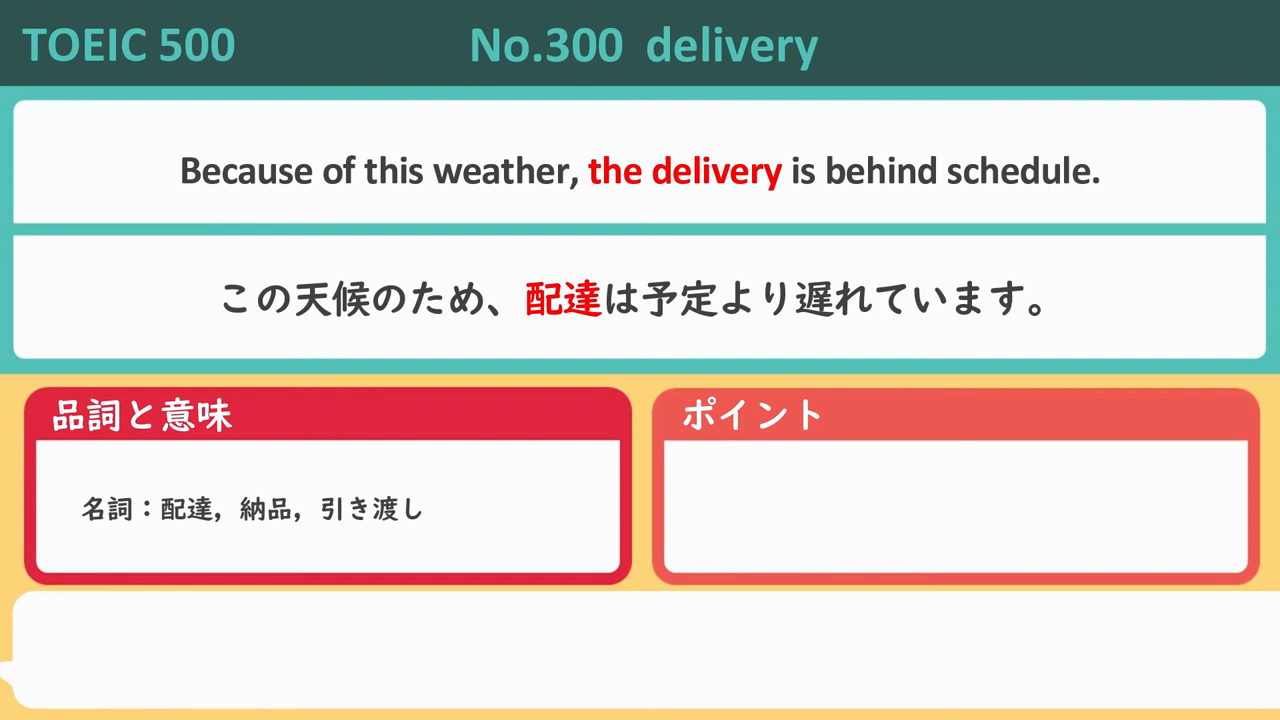 TOEIC 500
No.300 delivery
Because of this weather, the delivery is behind schedule.
この天候のため、配達は予定より遅れています。
品詞と意味
名詞：配達，納品，引き渡し
ポイント